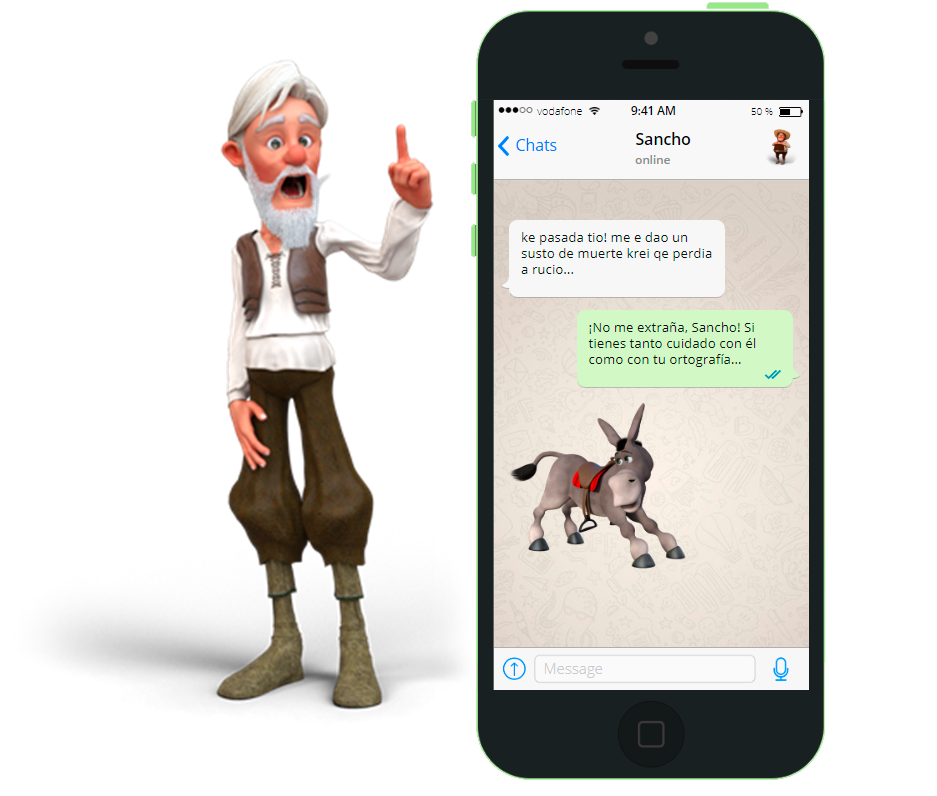 vodafone 9:41 AM 50 %
Chats Sancho
online
ke pasada tio! me e dao un
susto de muerte krei qe perdia
a rucio...
¡No me extraña, Sancho! Si
tienes tanto cuidado con él
como con tu ortografía...
Message